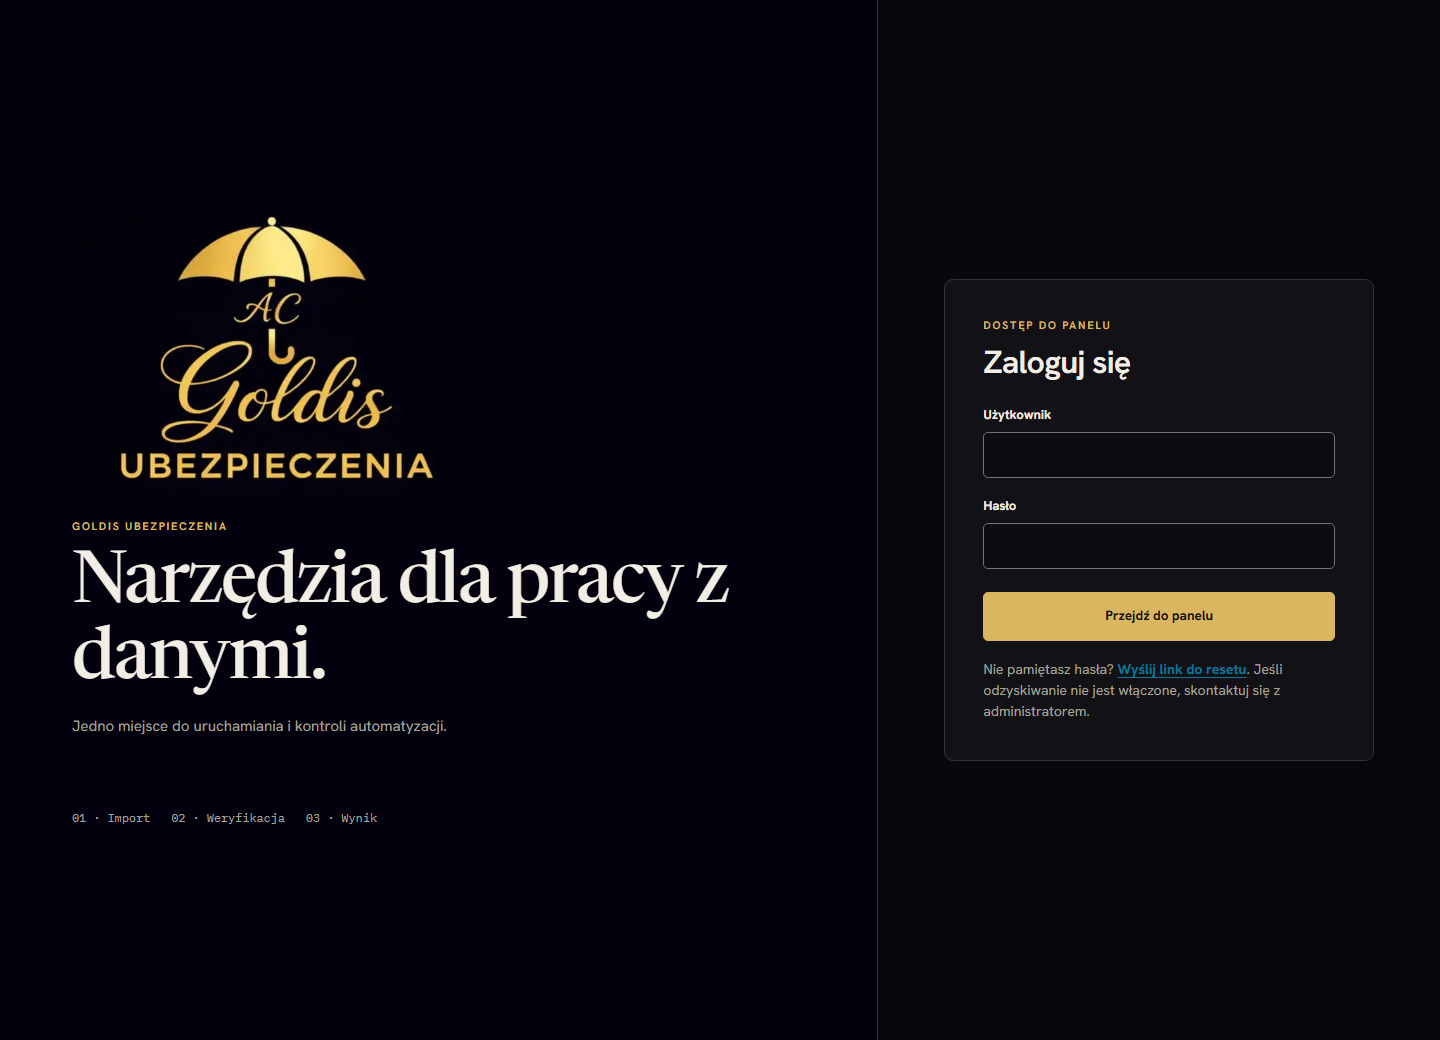 AC
Goldis
UBEZPIECZENIA
GOLDIS UBEZPIECZENIA
Narzędzia dla pracy z
danymi.
Jedno miejsce do uruchamiania i kontroli automatyzacji.
01 · Import 02 · Weryfikacja 03 · Wynik
DOSTĘP DO PANELU
Zaloguj się
Użytkownik
Hasło
Przejdź do panelu
Nie pamiętasz hasła? Wyślij link do resetu. Jeśli
odzyskiwanie nie jest włączone, skontaktuj się z
administratorem.